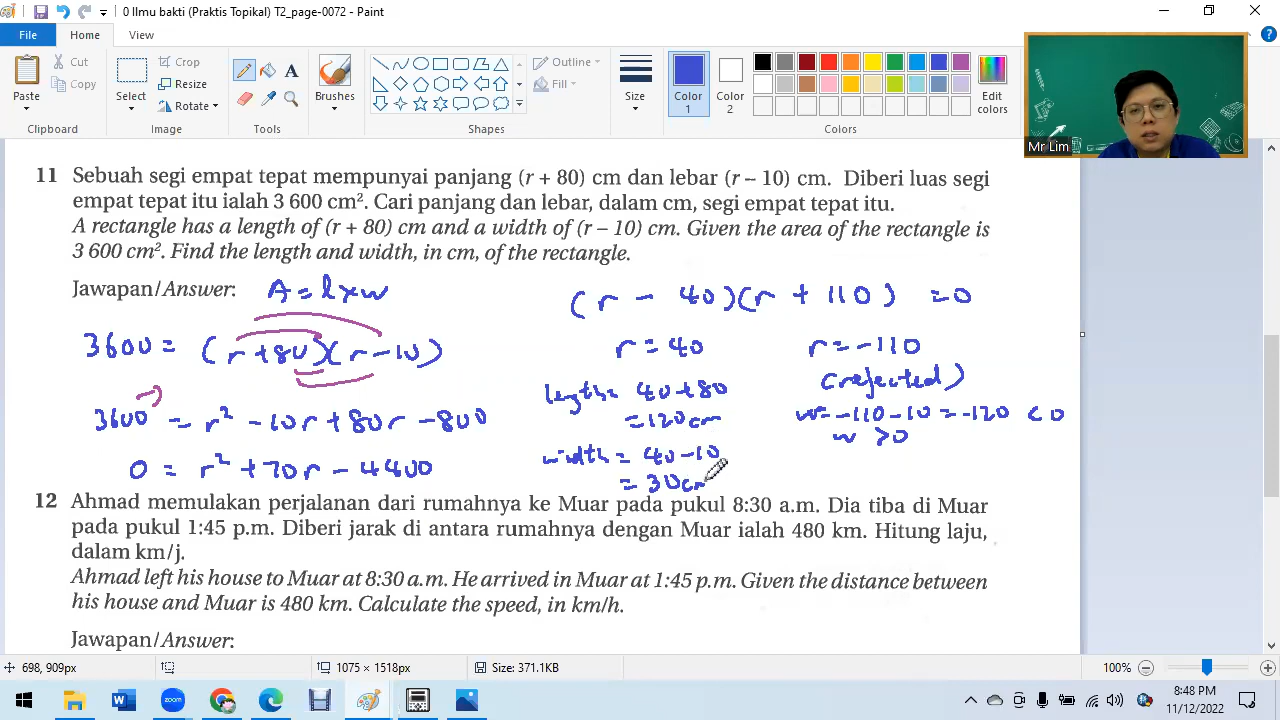 0 Ilmu bakti (Praktis Topikal) T2_page-0072 - Paint
File Home View
Paste
Cut
Copy
Clipboard
Select
Crop
Resize
Rotate
Image
A
Tools
Brushes
Outline
Fill
Shapes
Size
Color 1
Color 2
Edit colors
Colors
Mr Lim
11 Sebuah segi empat tepat mempunyai panjang (r + 80) cm dan lebar (r – 10) cm. Diberi luas segi
empat tepat itu ialah 3 600 cm². Cari panjang dan lebar, dalam cm, segi empat tepat itu.
A rectangle has a length of (r + 80) cm and a width of (r – 10) cm. Given the area of the rectangle is
3 600 cm². Find the length and width, in cm, of the rectangle.
Jawapan/Answer:
A = l x w
3600 = (r+80)(r-10)
3600 = r² - 10r + 80r - 800
0 = r² + 70r - 4400
(r - 40)(r + 110) = 0
r = 40
length = 40+80
= 120cm
width = 40-10
= 30cm
r = -110
(rejected)
w = -110-10 = -120 < 0
w > 0
12 Ahmad memulakan perjalanan dari rumahnya ke Muar pada pukul 8:30 a.m. Dia tiba di Muar
pada pukul 1:45 p.m. Diberi jarak di antara rumahnya dengan Muar ialah 480 km. Hitung laju,
dalam km/j.
Ahmad left his house to Muar at 8:30 a.m. He arrived in Muar at 1:45 p.m. Given the distance between
his house and Muar is 480 km. Calculate the speed, in km/h.
Jawapan/Answer:
698, 909px
1075 × 1518px
Size: 371.1KB
100%
zoom
8:48 PM
11/12/2022